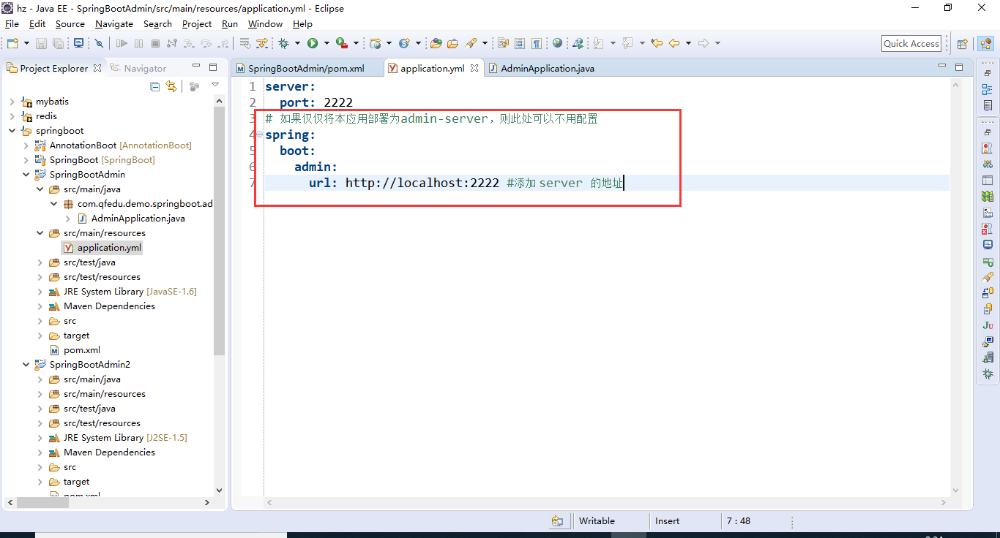 hz - Java EE - SpringBootAdmin/src/main/resources/application.yml - Eclipse
File Edit Source Navigate Search Project Run Window Help
Quick Access
Project Explorer Navigator
mybatis
redis
springboot
AnnotationBoot [AnnotationBoot]
SpringBoot [SpringBoot]
SpringBootAdmin
src/main/java
com.qfedu.demo.springboot.ad
AdminApplication.java
src/main/resources
application.yml
src/test/java
src/test/resources
JRE System Library [JavaSE-1.6]
Maven Dependencies
src
target
pom.xml
SpringBootAdmin2
src/main/java
src/main/resources
src/test/java
src/test/resources
JRE System Library [J2SE-1.5]
Maven Dependencies
src
target
pom.xml
SpringBootAdmin/pom.xml application.yml AdminApplication.java
1 server:
2 port: 2222
3 # 如果仅仅将本应用部署为admin-server，则此处可以不用配置
4 spring:
5 boot:
6 admin:
7 url: http://localhost:2222 #添加 server 的地址
Writable Insert 7 : 48